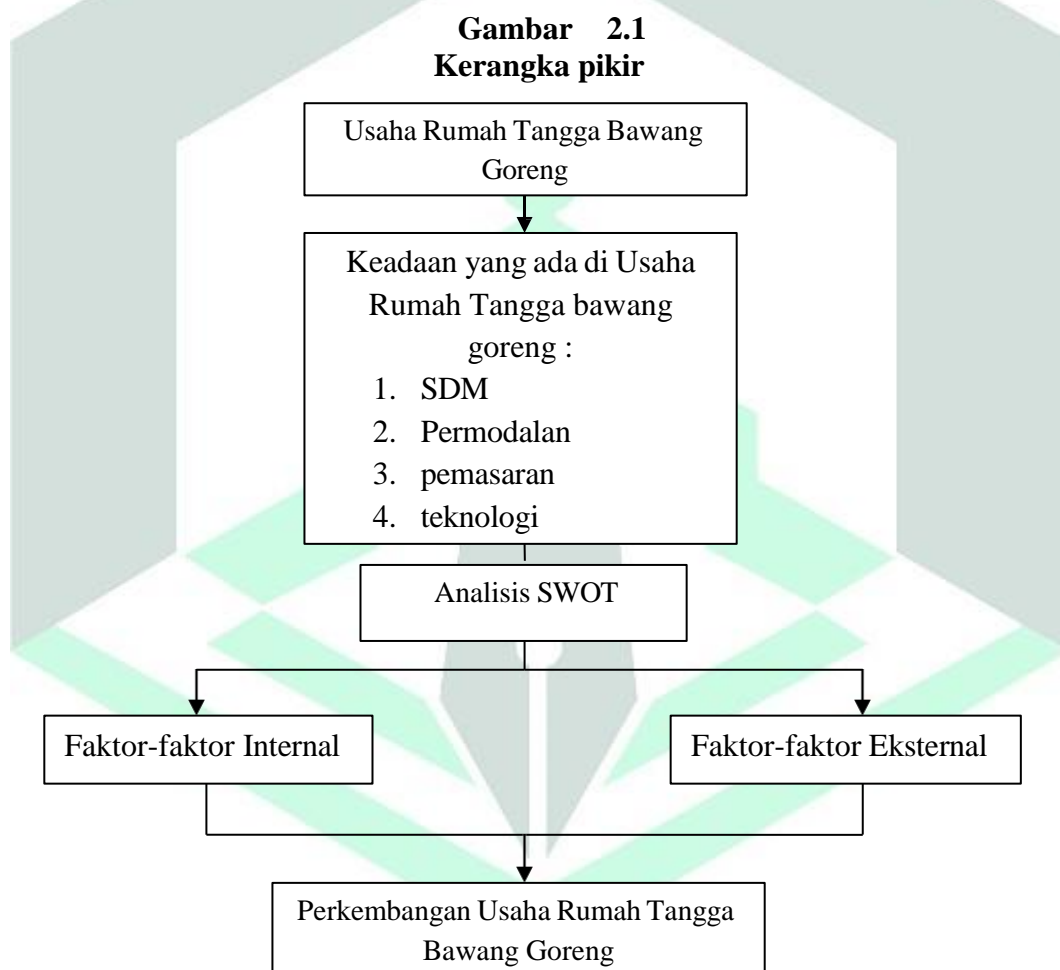 Gambar 2.1
Kerangka pikir
Usaha Rumah Tangga Bawang
Goreng
Keadaan yang ada di Usaha
Rumah Tangga bawang
goreng :
1. SDM
2. Permodalan
3. pemasaran
4. teknologi
Analisis SWOT
Faktor-faktor Internal
Faktor-faktor Eksternal
Perkembangan Usaha Rumah Tangga
Bawang Goreng